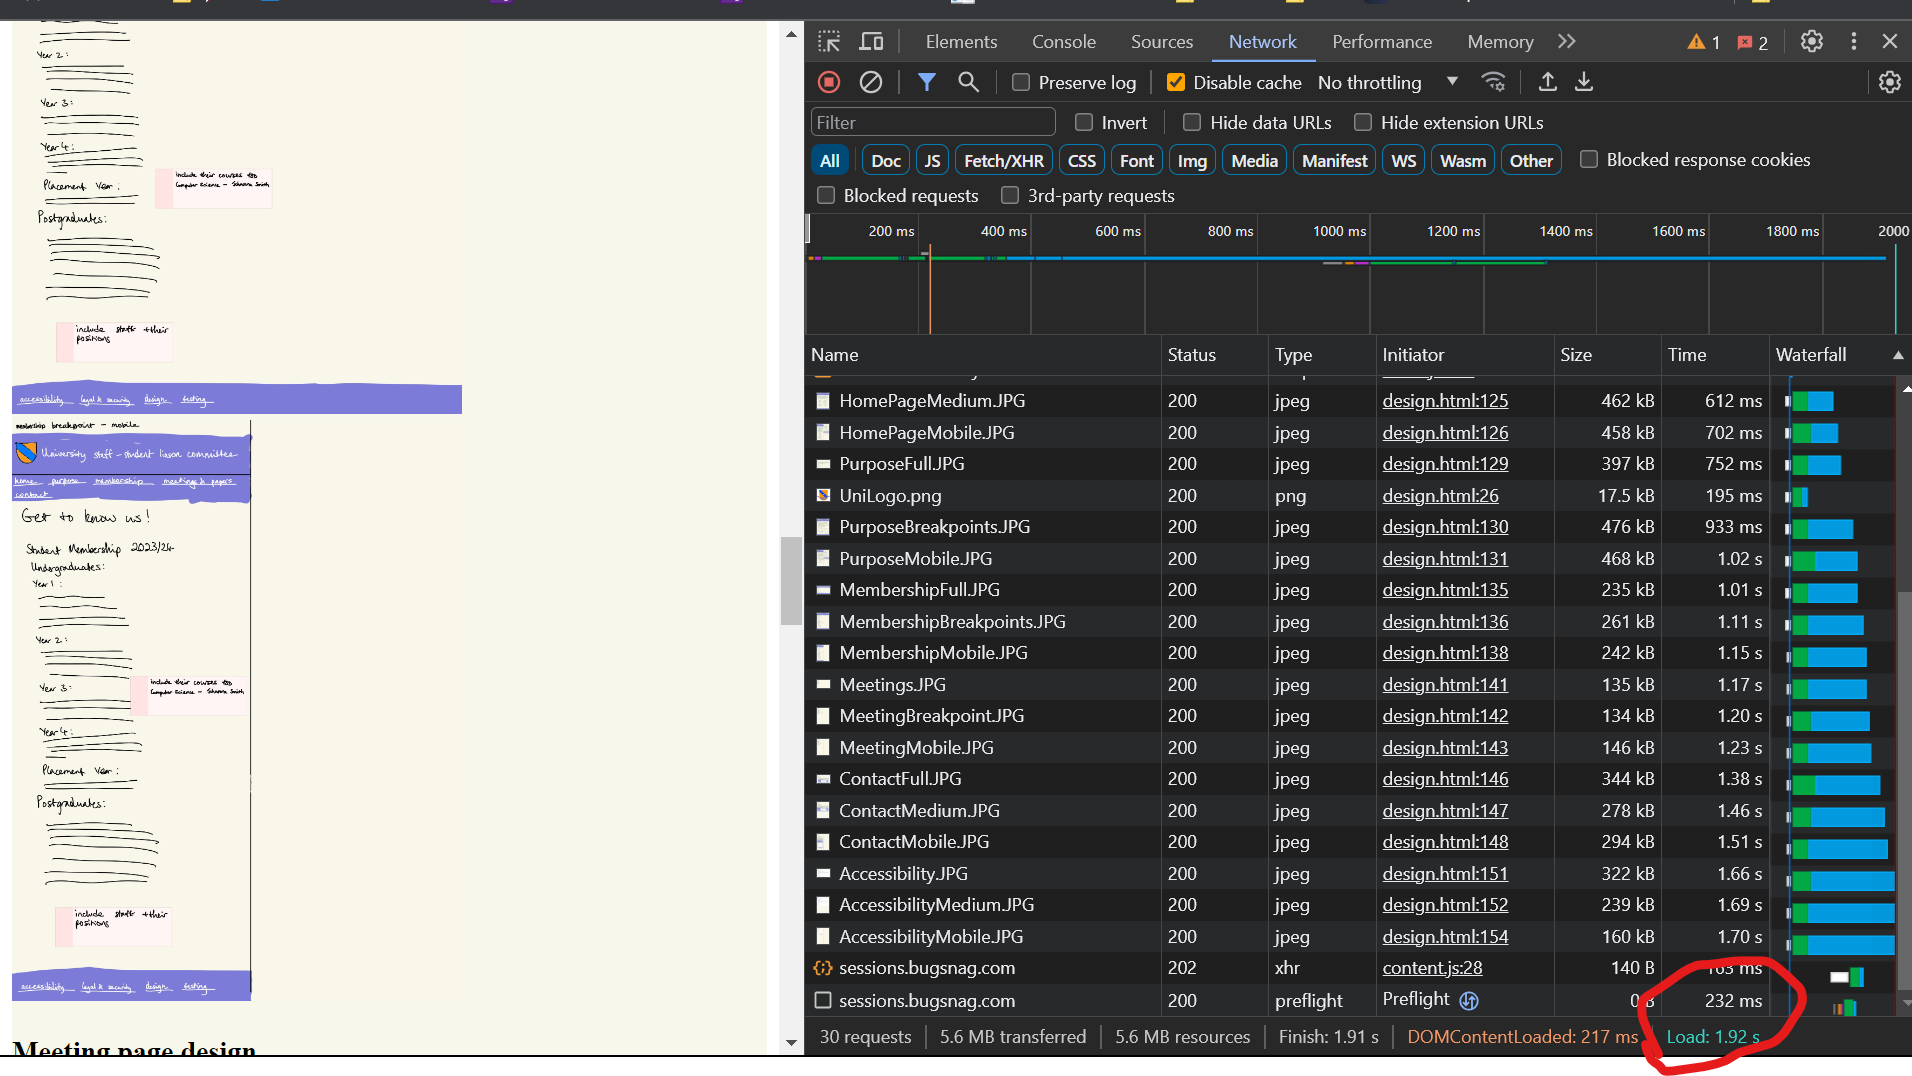 Year 2:
Year 3:
Year 4:
include their courses too
Computer Science - Johanna Smith
Placement Year:
Postgraduates:
include staff + their
positions
accessibility legal & security design testing
membership breakpoint - mobile
University staff-student liason committee
home purpose membership meetings & papers
contact
Get to know us!
Student Membership 2023/24
Undergraduates:
Year 1:
Year 2:
Year 3:
include their courses too
Computer Science - Johanna Smith
Year 4:
Placement Year:
Postgraduates:
include staff + their
positions
accessibility legal & security design testing
Meeting page design
Elements Console Sources Network Performance Memory 1 2
Preserve log Disable cache No throttling
Filter Invert Hide data URLs Hide extension URLs
All Doc JS Fetch/XHR CSS Font Img Media Manifest WS Wasm Other Blocked response cookies
Blocked requests 3rd-party requests
200 ms 400 ms 600 ms 800 ms 1000 ms 1200 ms 1400 ms 1600 ms 1800 ms 2000
Name Status Type Initiator Size Time Waterfall
HomePageMedium.JPG 200 jpeg design.html:125 462 kB 612 ms
HomePageMobile.JPG 200 jpeg design.html:126 458 kB 702 ms
PurposeFull.JPG 200 jpeg design.html:129 397 kB 752 ms
UniLogo.png 200 png design.html:26 17.5 kB 195 ms
PurposeBreakpoints.JPG 200 jpeg design.html:130 476 kB 933 ms
PurposeMobile.JPG 200 jpeg design.html:131 468 kB 1.02 s
MembershipFull.JPG 200 jpeg design.html:135 235 kB 1.01 s
MembershipBreakpoints.JPG 200 jpeg design.html:136 261 kB 1.11 s
MembershipMobile.JPG 200 jpeg design.html:138 242 kB 1.15 s
Meetings.JPG 200 jpeg design.html:141 135 kB 1.17 s
MeetingBreakpoint.JPG 200 jpeg design.html:142 134 kB 1.20 s
MeetingMobile.JPG 200 jpeg design.html:143 146 kB 1.23 s
ContactFull.JPG 200 jpeg design.html:146 344 kB 1.38 s
ContactMedium.JPG 200 jpeg design.html:147 278 kB 1.46 s
ContactMobile.JPG 200 jpeg design.html:148 294 kB 1.51 s
Accessibility.JPG 200 jpeg design.html:151 322 kB 1.66 s
AccessibilityMedium.JPG 200 jpeg design.html:152 239 kB 1.69 s
AccessibilityMobile.JPG 200 jpeg design.html:154 160 kB 1.70 s
sessions.bugsnag.com 202 xhr content.js:28 140 B 163 ms
sessions.bugsnag.com 200 preflight Preflight 0 B 232 ms
30 requests 5.6 MB transferred 5.6 MB resources Finish: 1.91 s DOMContentLoaded: 217 ms Load: 1.92 s